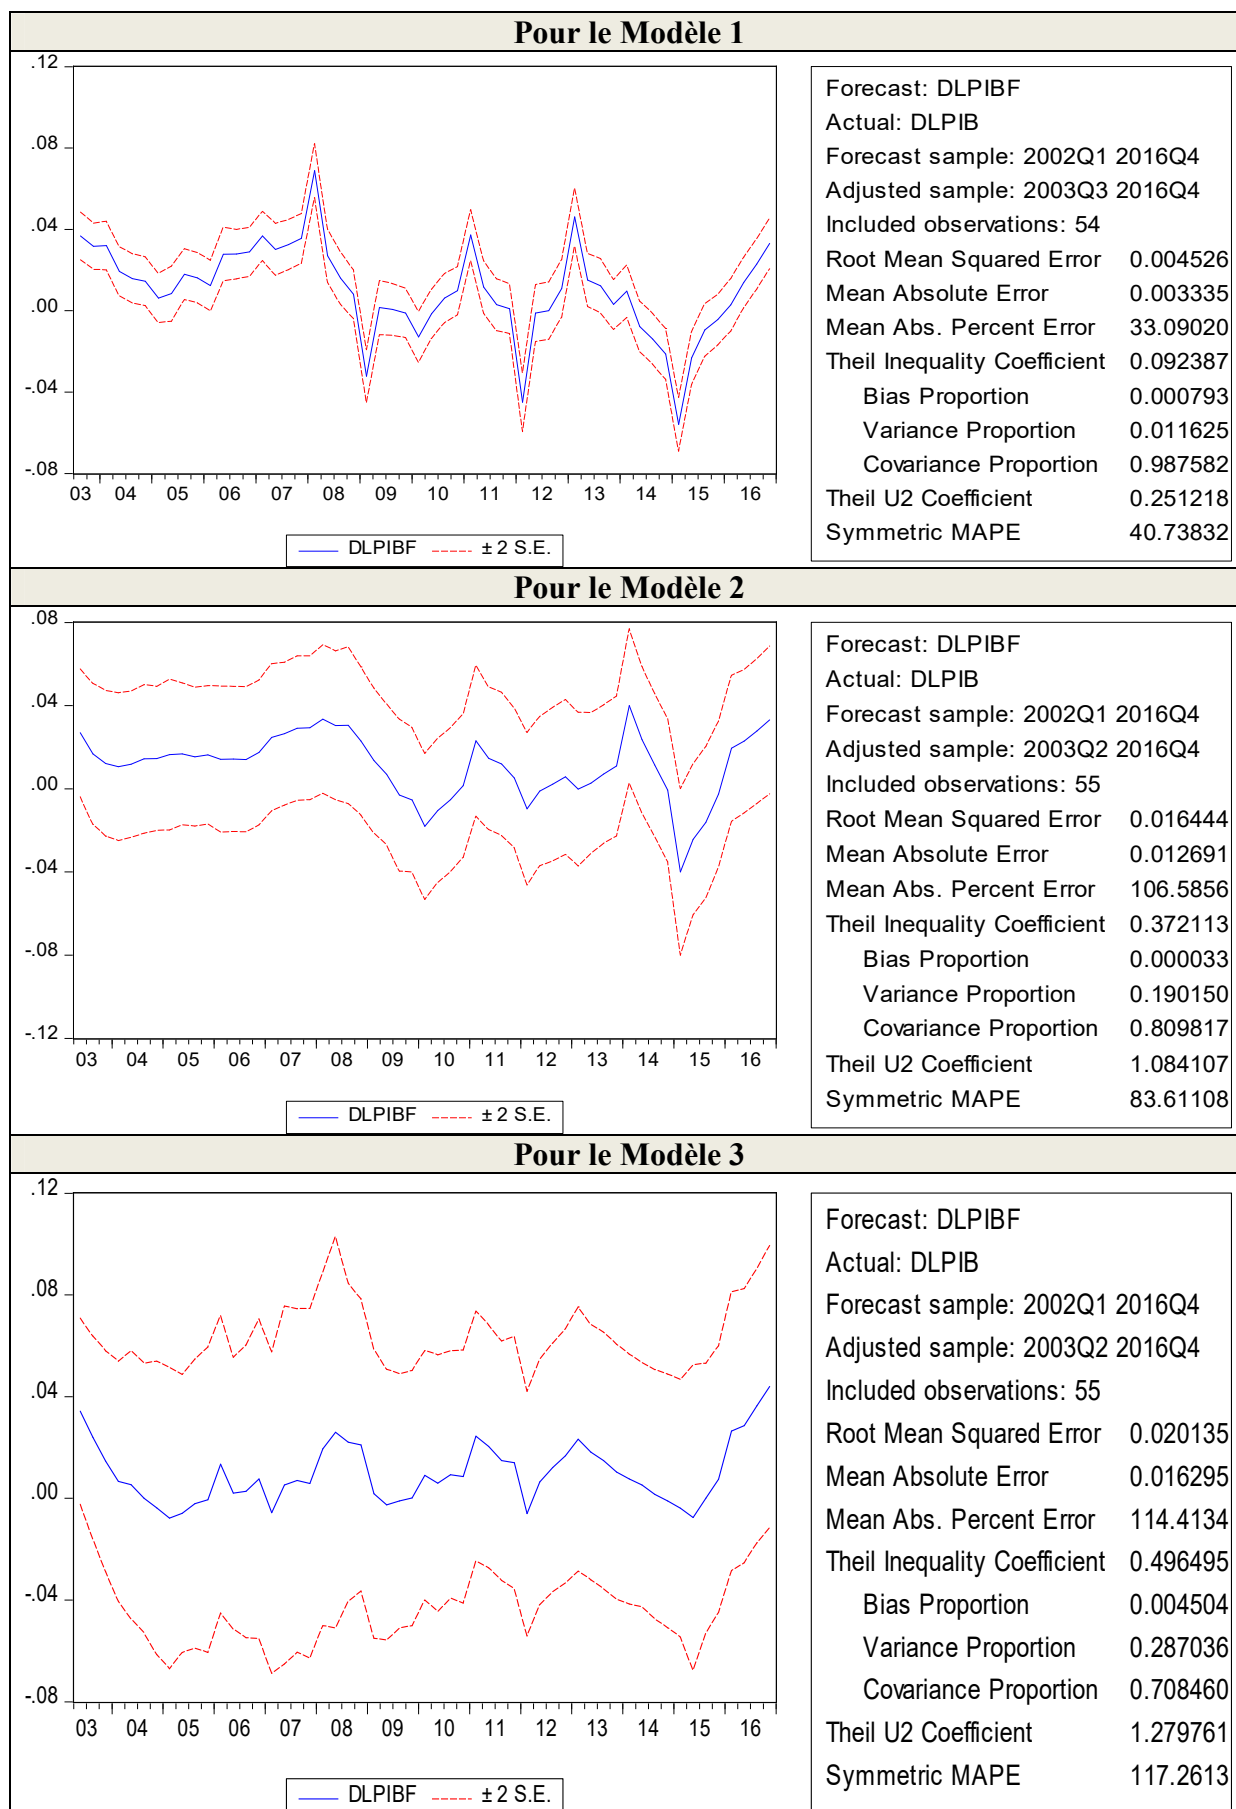 Pour le Modèle 1
.12
.08
.04
.00
-.04
-.08
03 04 05 06 07 08 09 10 11 12 13 14 15 16
DLPIBF ± 2 S.E.
Forecast: DLPIBF
Actual: DLPIB
Forecast sample: 2002Q1 2016Q4
Adjusted sample: 2003Q3 2016Q4
Included observations: 54
Root Mean Squared Error 0.004526
Mean Absolute Error 0.003335
Mean Abs. Percent Error 33.09020
Theil Inequality Coefficient 0.092387
Bias Proportion 0.000793
Variance Proportion 0.011625
Covariance Proportion 0.987582
Theil U2 Coefficient 0.251218
Symmetric MAPE 40.73832
Pour le Modèle 2
.08
.04
.00
-.04
-.08
-.12
03 04 05 06 07 08 09 10 11 12 13 14 15 16
DLPIBF ± 2 S.E.
Forecast: DLPIBF
Actual: DLPIB
Forecast sample: 2002Q1 2016Q4
Adjusted sample: 2003Q2 2016Q4
Included observations: 55
Root Mean Squared Error 0.016444
Mean Absolute Error 0.012691
Mean Abs. Percent Error 106.5856
Theil Inequality Coefficient 0.372113
Bias Proportion 0.000033
Variance Proportion 0.190150
Covariance Proportion 0.809817
Theil U2 Coefficient 1.084107
Symmetric MAPE 83.61108
Pour le Modèle 3
.12
.08
.04
.00
-.04
-.08
03 04 05 06 07 08 09 10 11 12 13 14 15 16
DLPIBF ± 2 S.E.
Forecast: DLPIBF
Actual: DLPIB
Forecast sample: 2002Q1 2016Q4
Adjusted sample: 2003Q2 2016Q4
Included observations: 55
Root Mean Squared Error 0.020135
Mean Absolute Error 0.016295
Mean Abs. Percent Error 114.4134
Theil Inequality Coefficient 0.496495
Bias Proportion 0.004504
Variance Proportion 0.287036
Covariance Proportion 0.708460
Theil U2 Coefficient 1.279761
Symmetric MAPE 117.2613